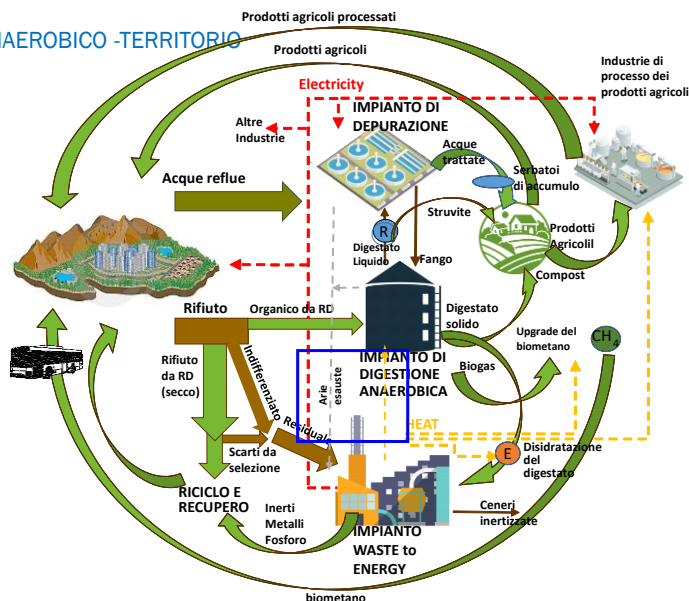 Prodotti agricoli processati
NAEROBICO -TERRITORIO
Prodotti agricoli
Industrie di
processo dei
prodotti agricoli
Electricity
IMPIANTO DI
DEPURAZIONE
Altre
Industrie
Acque
trattate
Serbatoi
di accumulo
Acque reflue
Struvite
R
Digestato
Liquido
Fango
Prodotti
Agricolil
Compost
Rifiuto
Organico da RD
Digestato
solido
Upgrade del
biometano
CH4
IMPIANTO DI
DIGESTIONE
ANAEROBICA
Biogas
Rifiuto
da RD
(secco)
Indifferenziato
Residuale
Arie
esauste
HEAT
Scarti da
selezione
E
Disidratazione
del
digestato
RICICLO E
RECUPERO
Inerti
Metalli
Fosforo
Ceneri
inertizzate
IMPIANTO
WASTE to
ENERGY
biometano